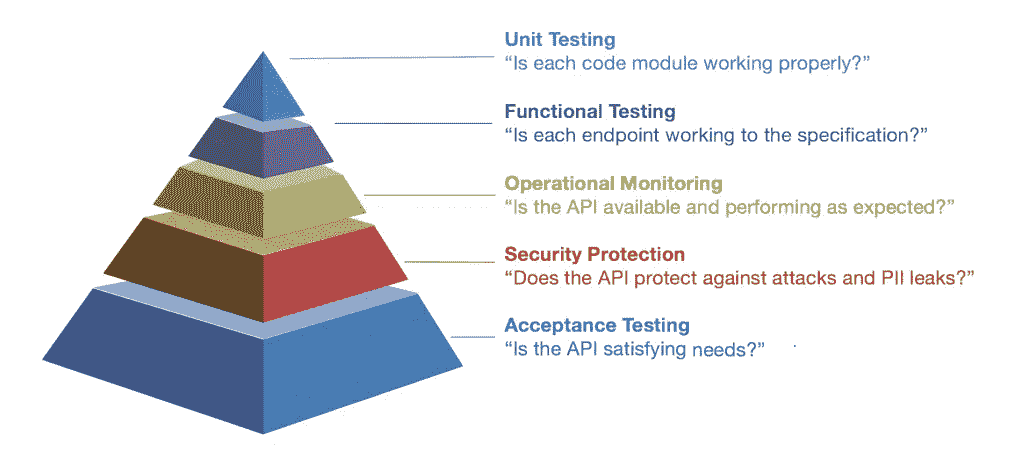 Unit Testing
“Is each code module working properly?”
Functional Testing
“Is each endpoint working to the specification?”
Operational Monitoring
“Is the API available and performing as expected?”
Security Protection
“Does the API protect against attacks and PII leaks?”
Acceptance Testing
“Is the API satisfying needs?”